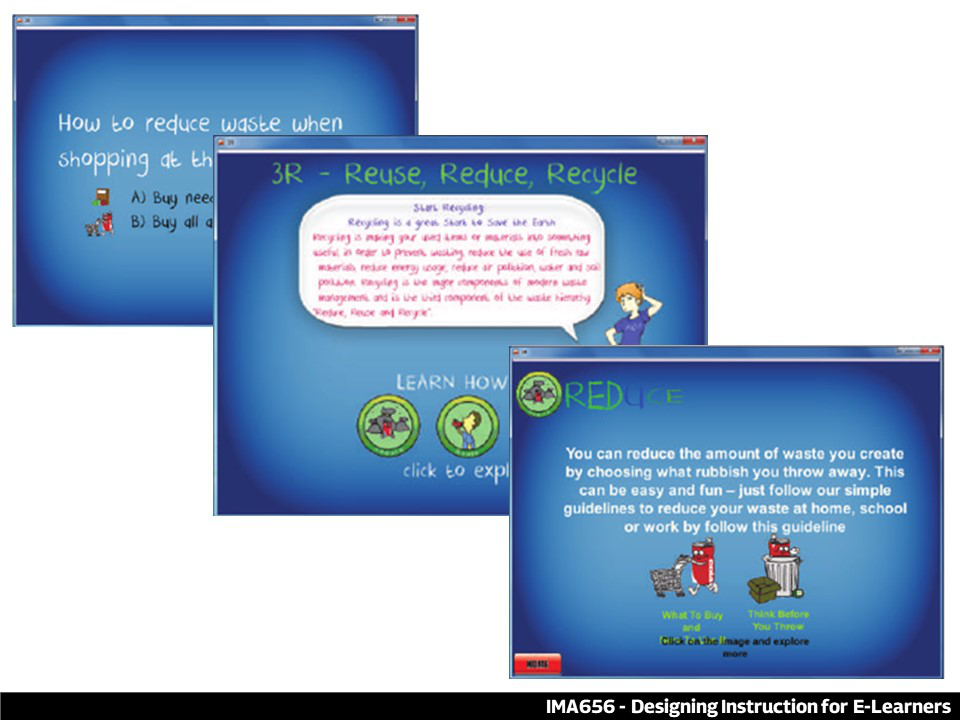 How to reduce waste when
shopping at th
A) Buy need
B) Buy all a
3R - Reuse, Reduce, Recycle
Start Recycling
Recycling is a great Start to Save the Earth
Recycling is making your used items or materials into something
useful in order to prevent wasting, reduce the use of fresh raw
materials, reduce energy usage, reduce air pollution, water and soil
pollution. Recycling is the major components of modern waste
management and is the third component of the waste hierarchy
"Reduce, Reuse and Recycle".
LEARN HOW
click to expl
REDUCE
You can reduce the amount of waste you create
by choosing what rubbish you throw away. This
can be easy and fun – just follow our simple
guidelines to reduce your waste at home, school
or work by follow this guideline
What To Buy
and
Think Before
You Throw
Click on the image and explore
more
HOME
IMA656 - Designing Instruction for E-Learners